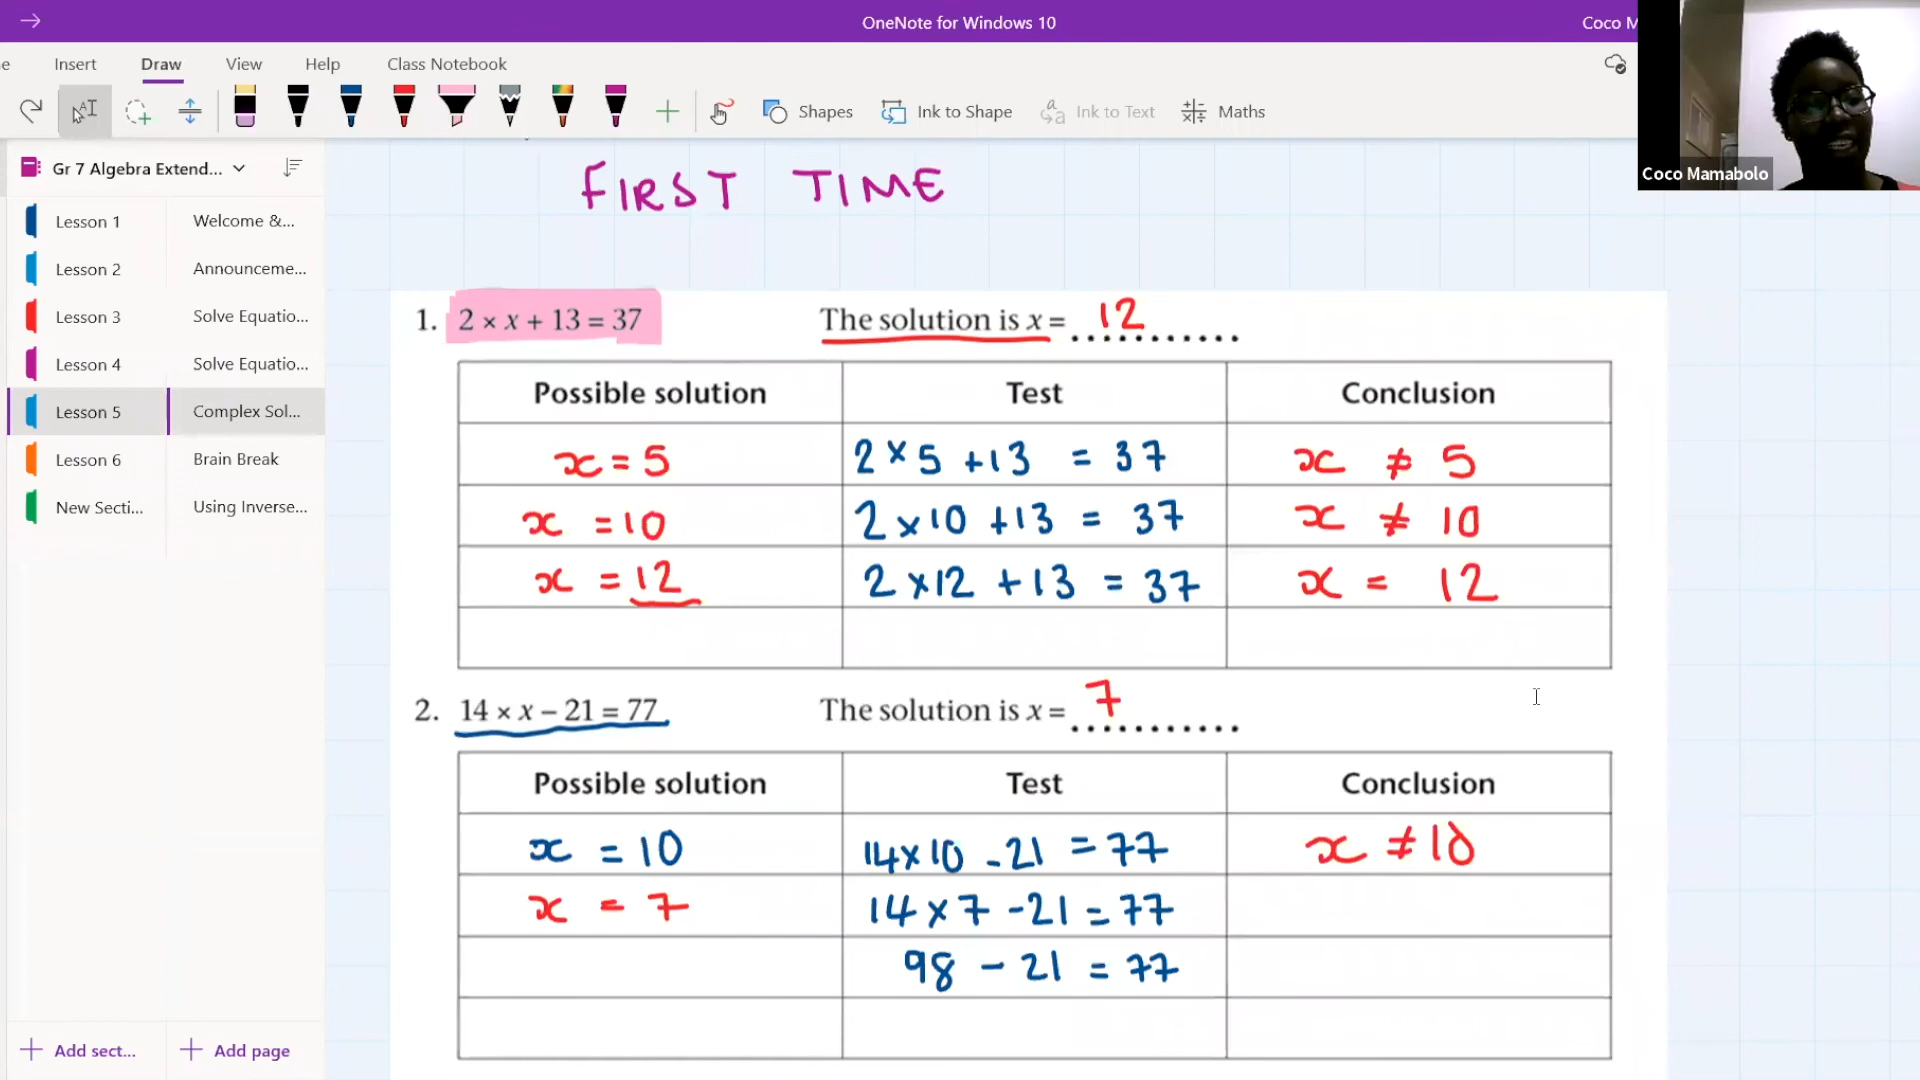 OneNote for Windows 10
Coco M
Insert Draw View Help Class Notebook
Shapes Ink to Shape Ink to Text Maths
Coco Mamabolo
Gr 7 Algebra Extend...
Lesson 1 Welcome &...
Lesson 2 Announceme...
Lesson 3 Solve Equatio...
Lesson 4 Solve Equatio...
Lesson 5 Complex Sol...
Lesson 6 Brain Break
New Secti... Using Inverse...
Add sect... Add page
FIRST TIME
1. 2 × x + 13 = 37 The solution is x = 12
Possible solution Test Conclusion
x = 5 2 × 5 + 13 = 37 x ≠ 5
x = 10 2 × 10 + 13 = 37 x ≠ 10
x = 12 2 × 12 + 13 = 37 x = 12
2. 14 × x – 21 = 77 The solution is x = 7
Possible solution Test Conclusion
x = 10 14 × 10 - 21 = 77 x ≠ 10
x = 7 14 × 7 - 21 = 77
98 - 21 = 77